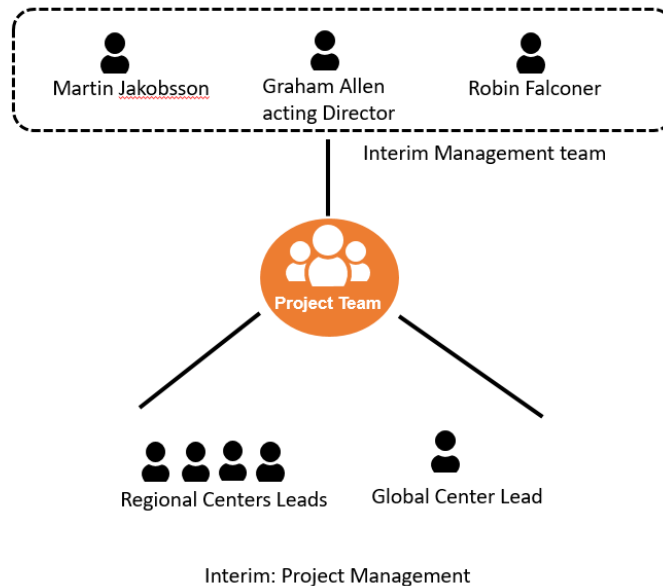 Martin Jakobsson
Graham Allen
acting Director
Robin Falconer
Interim Management team
Project Team
Regional Centers Leads
Global Center Lead
Interim: Project Management